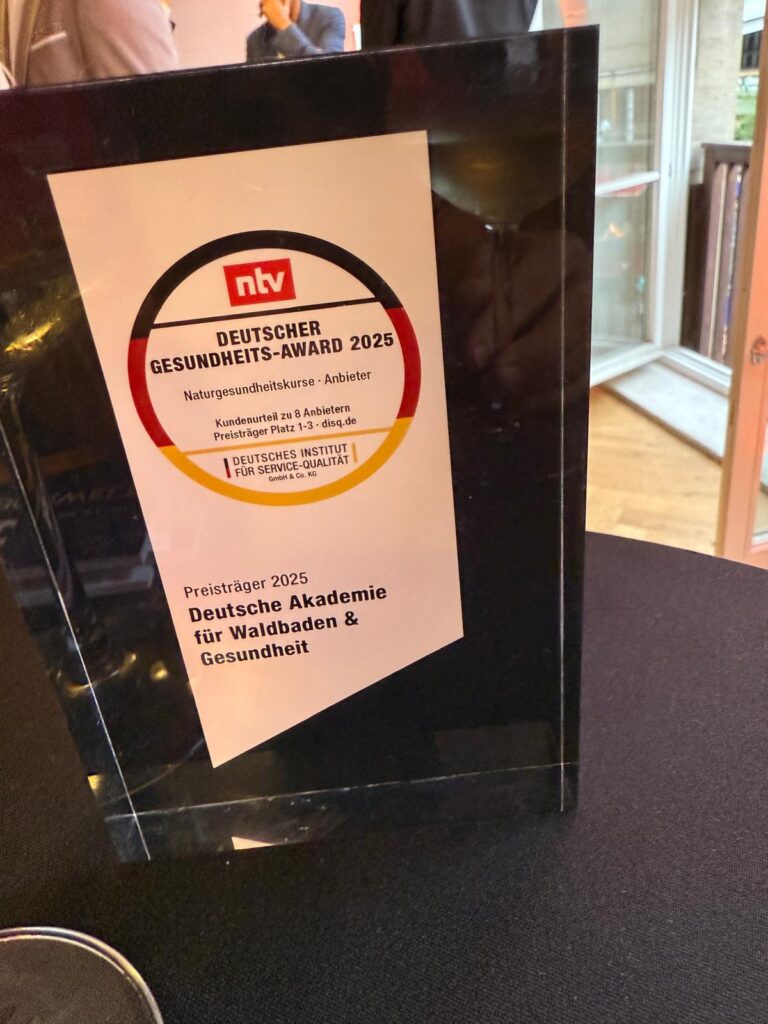 ntv
DEUTSCHER
GESUNDHEITS-AWARD 2025
Naturgesundheitskurse · Anbieter
Kundenurteil zu 8 Anbietern
Preisträger Platz 1-3 · disq.de
DEUTSCHES INSTITUT
FÜR SERVICE-QUALITÄT
GmbH & Co. KG
Preisträger 2025
Deutsche Akademie
für Waldbaden &
Gesundheit